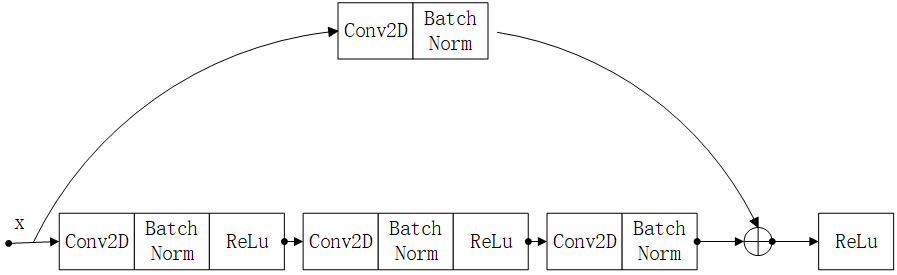 Conv2D
Batch
Norm
x
Conv2D
Batch
Norm
ReLu
Conv2D
Batch
Norm
ReLu
Conv2D
Batch
Norm
ReLu